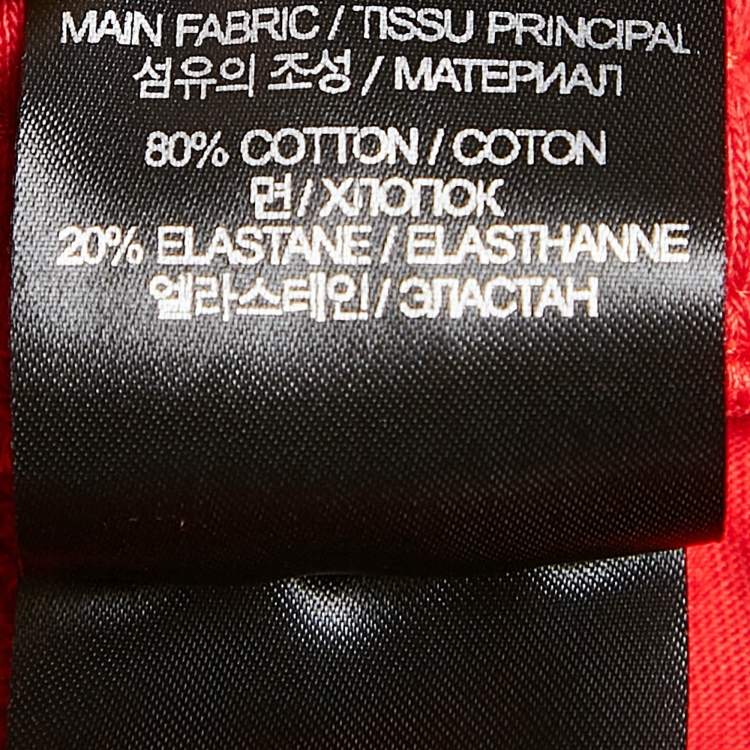 MAIN FABRIC / TISSU PRINCIPAL
섬유의 조성 / МАТЕРИАЛ
80% COTTON / COTON
면 / ХЛОПОК
20% ELASTANE / ELASTHANNE
엘라스테인 / ЭЛАСТАН